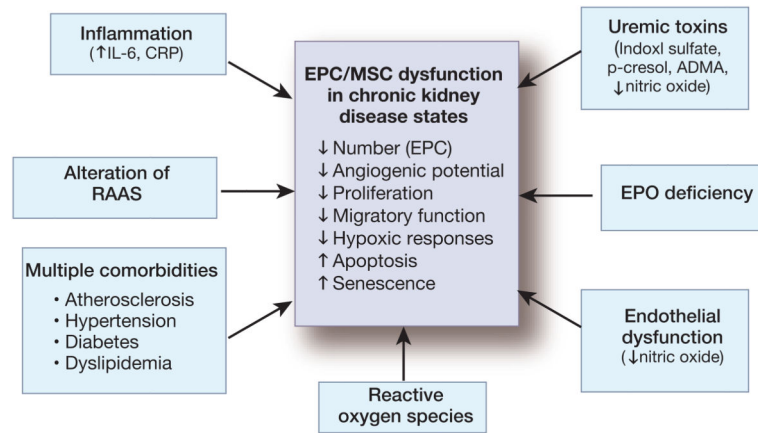 Inflammation
(↑IL-6, CRP)
Alteration of
RAAS
Multiple comorbidities
• Atherosclerosis
• Hypertension
• Diabetes
• Dyslipidemia
EPC/MSC dysfunction
in chronic kidney
disease states
↓ Number (EPC)
↓ Angiogenic potential
↓ Proliferation
↓ Migratory function
↓ Hypoxic responses
↑ Apoptosis
↑ Senescence
Reactive
oxygen species
Uremic toxins
(Indoxl sulfate,
p-cresol, ADMA,
↓nitric oxide)
EPO deficiency
Endothelial
dysfunction
(↓nitric oxide)